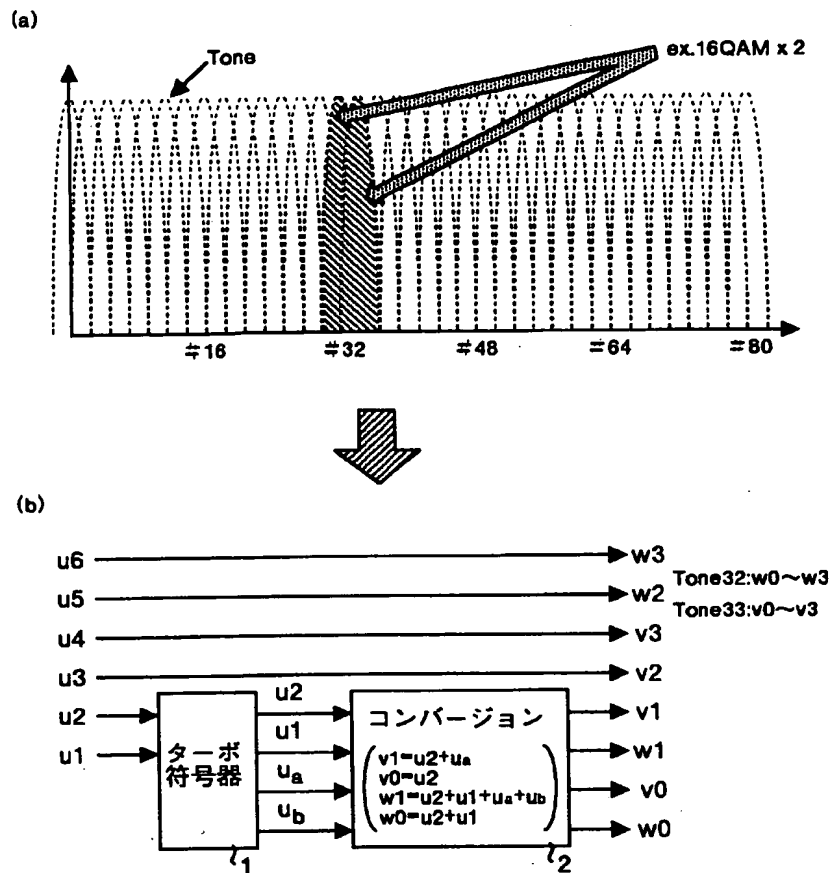 (a)
Tone
ex.16QAM x 2
#16
#32
#48
#64
#80
(b)
u6
w3
Tone32:w0～w3
u5
w2
Tone33:v0～v3
u4
v3
u3
v2
u2
u2
コンバージョン
v1
u1
ターボ
符号器
u1
v1=u2+ua
v0=u2
w1=u2+u1+ua+ub
w0=u2+u1
w1
ua
v0
ub
w0
l1
l2